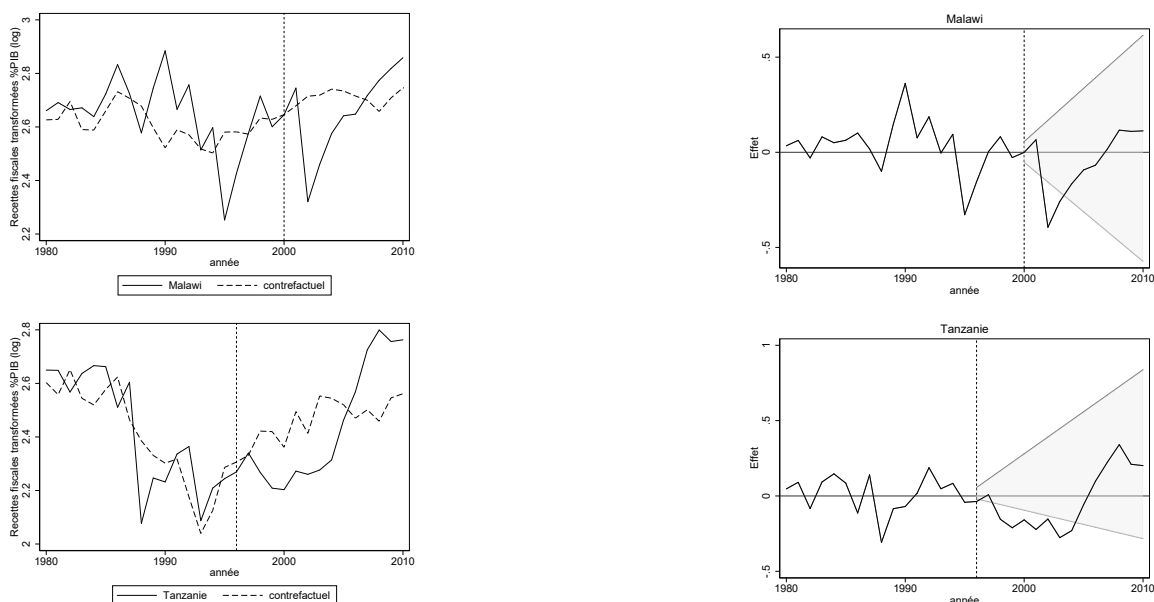 Recettes fiscales transformées %PIB (log)
3
2.8
2.6
2.4
2.2
1980 1990 2000 2010
année
Malawi contrefactuel
Malawi
Effet
.5
0
-.5
1980 1990 2000 2010
année
Recettes fiscales transformées %PIB (log)
2.8
2.6
2.4
2.2
2
1980 1990 2000 2010
année
Tanzanie contrefactuel
Tanzanie
Effet
1
.5
0
-.5
1980 1990 2000 2010
année